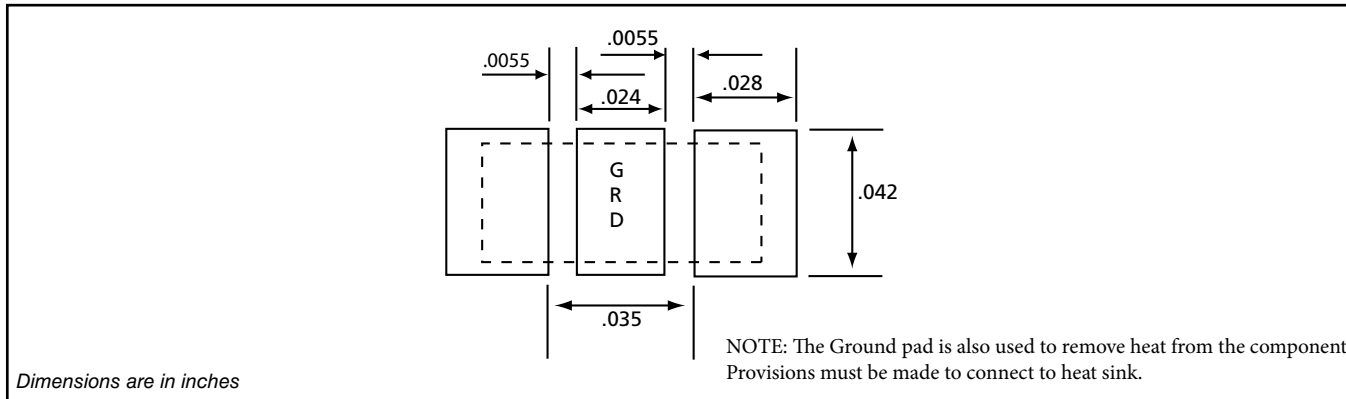 .0055
.0055
.024
.028
G
R
D
.042
.035
NOTE: The Ground pad is also used to remove heat from the component
Provisions must be made to connect to heat sink.
Dimensions are in inches